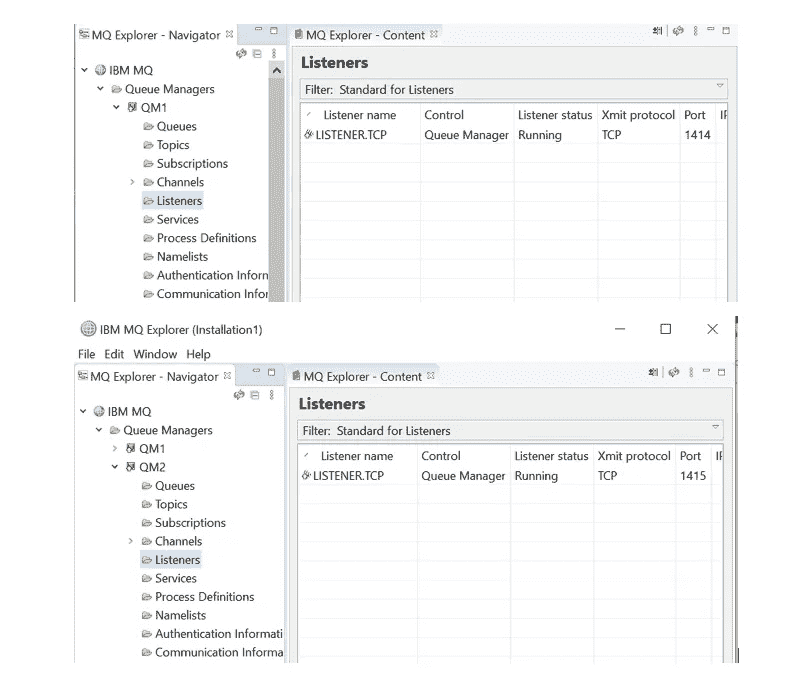 MQ Explorer - Navigator
MQ Explorer - Content
IBM MQ
Queue Managers
QM1
Queues
Topics
Subscriptions
Channels
Listeners
Services
Process Definitions
Namelists
Authentication Inforn
Communication Infor
Listeners
Filter: Standard for Listeners
Listener name Control Listener status Xmit protocol Port
LISTENER.TCP Queue Manager Running TCP 1414
IBM MQ Explorer (Installation1)
File Edit Window Help
MQ Explorer - Navigator
MQ Explorer - Content
IBM MQ
Queue Managers
QM1
QM2
Queues
Topics
Subscriptions
Channels
Listeners
Services
Process Definitions
Namelists
Authentication Informati
Communication Informa
Listeners
Filter: Standard for Listeners
Listener name Control Listener status Xmit protocol Port
LISTENER.TCP Queue Manager Running TCP 1415